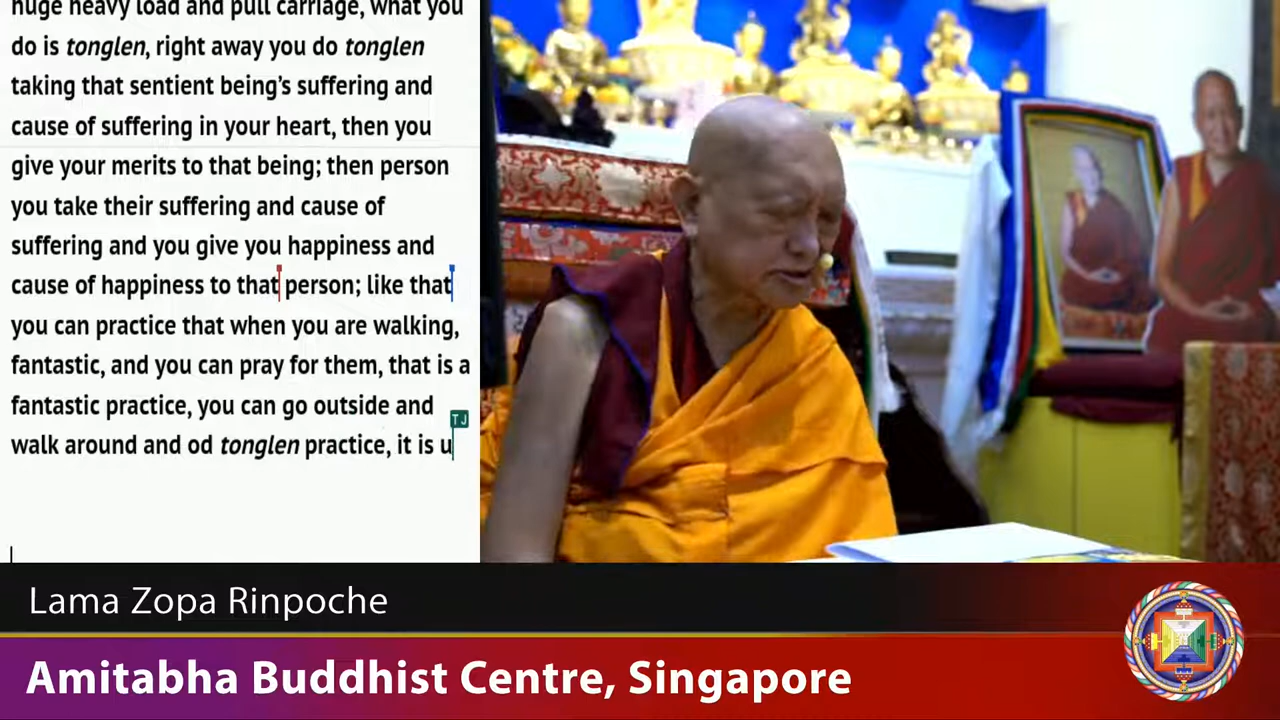 huge heavy load and pull carriage, what you
do is tonglen, right away you do tonglen
taking that sentient being's suffering and
cause of suffering in your heart, then you
give your merits to that being; then person
you take their suffering and cause of
suffering and you give you happiness and
cause of happiness to that person; like that
you can practice that when you are walking,
fantastic, and you can pray for them, that is a
fantastic practice, you can go outside and
TJ
walk around and od tonglen practice, it is u
Lama Zopa Rinpoche
Amitabha Buddhist Centre, Singapore